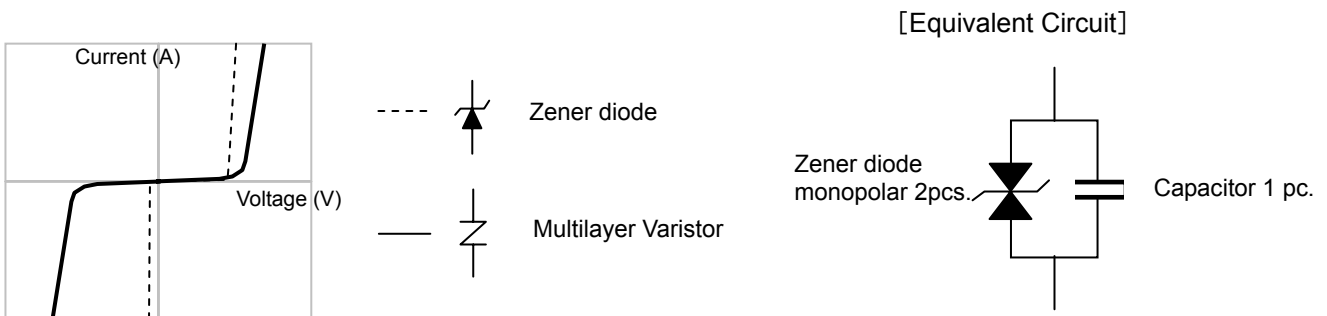 [Equivalent Circuit]
Current (A)
Voltage (V)
Zener diode
Multilayer Varistor
Zener diode
monopolar 2pcs.
Capacitor 1 pc.